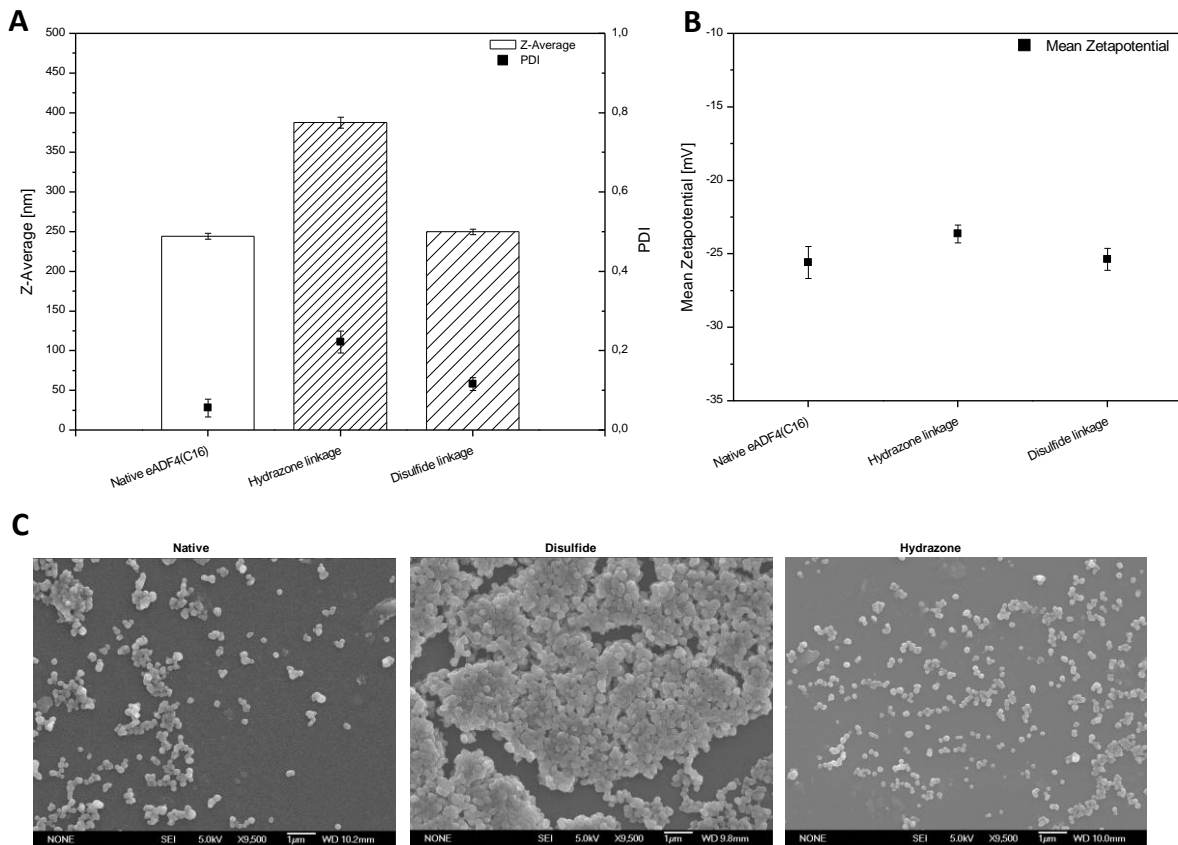 A
Z-Average [nm]
500
450
400
350
300
250
200
150
100
50
0
Z-Average
PDI
1,0
0,8
0,6
0,4
0,2
0,0
PDI
Native eADF4(C16)
Hydrazone linkage
Disulfide linkage
B
Mean Zetapotential [mV]
-10
-15
-20
-25
-30
-35
Mean Zetapotential
Native eADF4(C16)
Hydrazone linkage
Disulfide linkage
C
Native
NONE SEI 5.0kV X9,500 1µm WD 10.2mm
Disulfide
NONE SEI 5.0kV X9,500 1µm WD 9.8mm
Hydrazone
NONE SEI 5.0kV X9,500 1µm WD 10.0mm